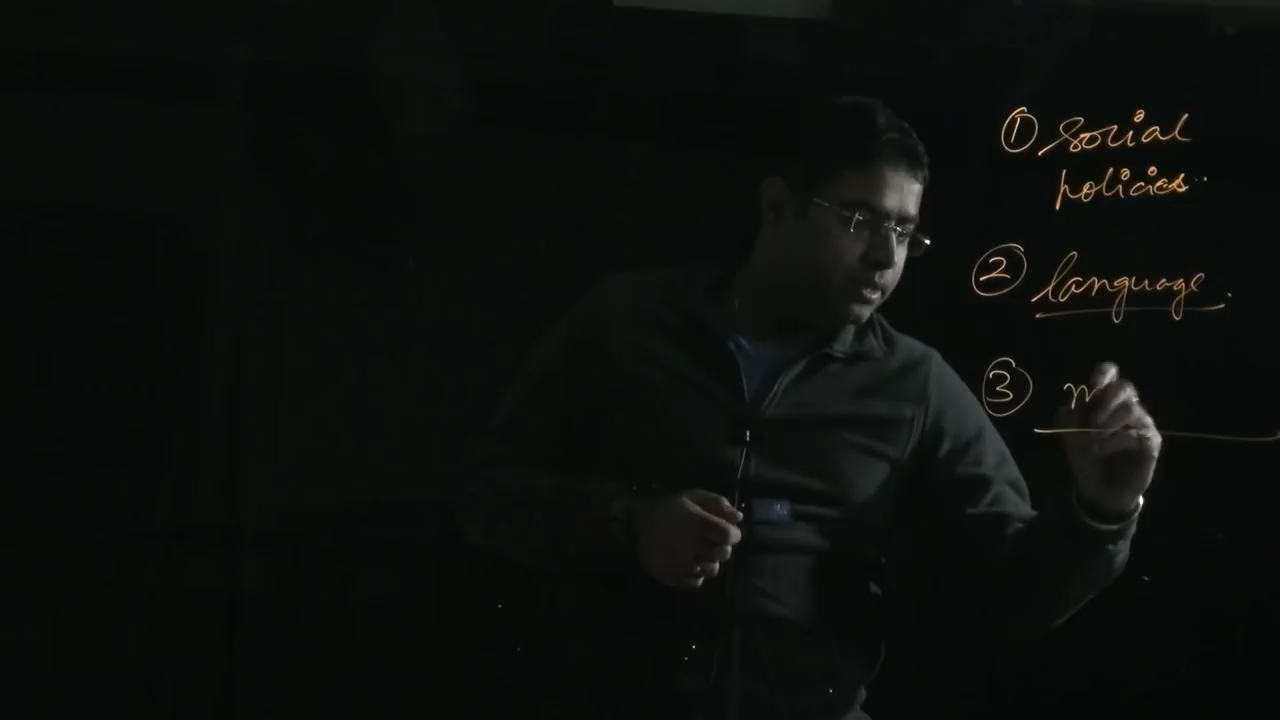 ① social
policies..
② language.
③